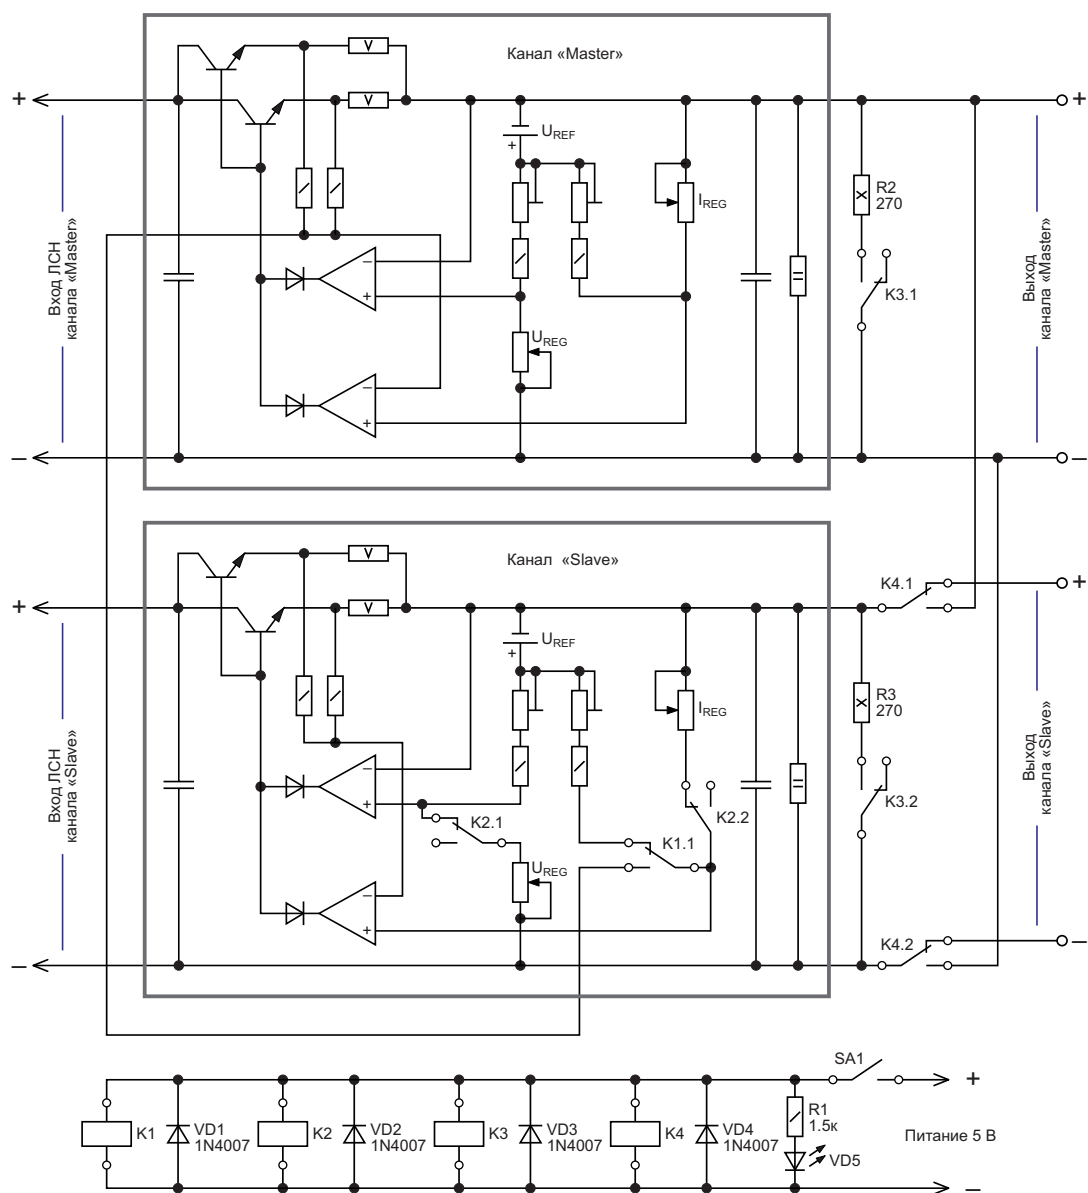 Канал «Master»
+
+
U_REF
+
R2
270
I_REG
Вход ЛСН
канала «Master»
Выход
канала «Master»
–
+
K3.1
U_REG
–
+
–
–
Канал «Slave»
K4.1
+
+
U_REF
+
R3
270
I_REG
Вход ЛСН
канала «Slave»
Выход
канала «Slave»
–
+
K2.2
K3.2
K2.1
K1.1
U_REG
–
+
K4.2
–
–
SA1
+
K1
VD1
1N4007
K2
VD2
1N4007
K3
VD3
1N4007
K4
VD4
1N4007
R1
1.5к
VD5
Питание 5 В
–